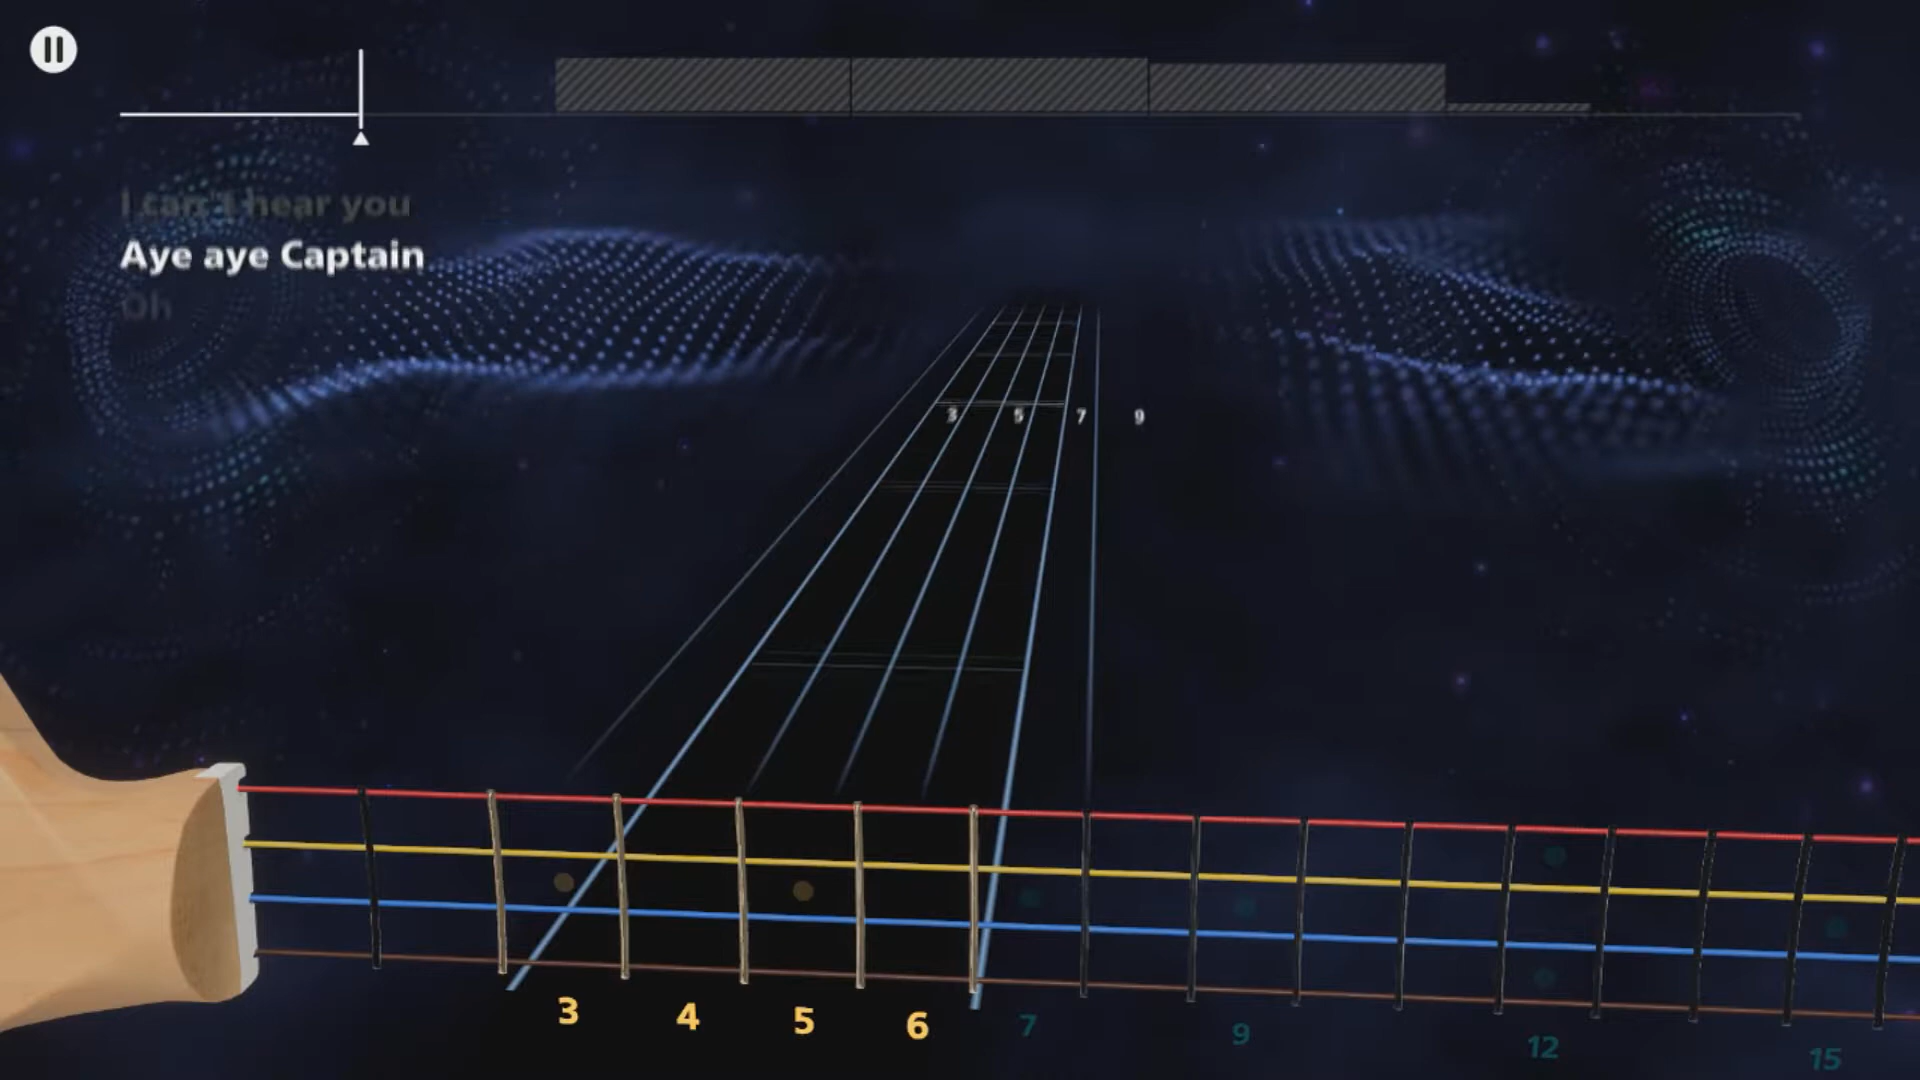 I can't hear you
Aye aye Captain
Oh
3 5 7 9
3 4 5 6 7 9 12 15